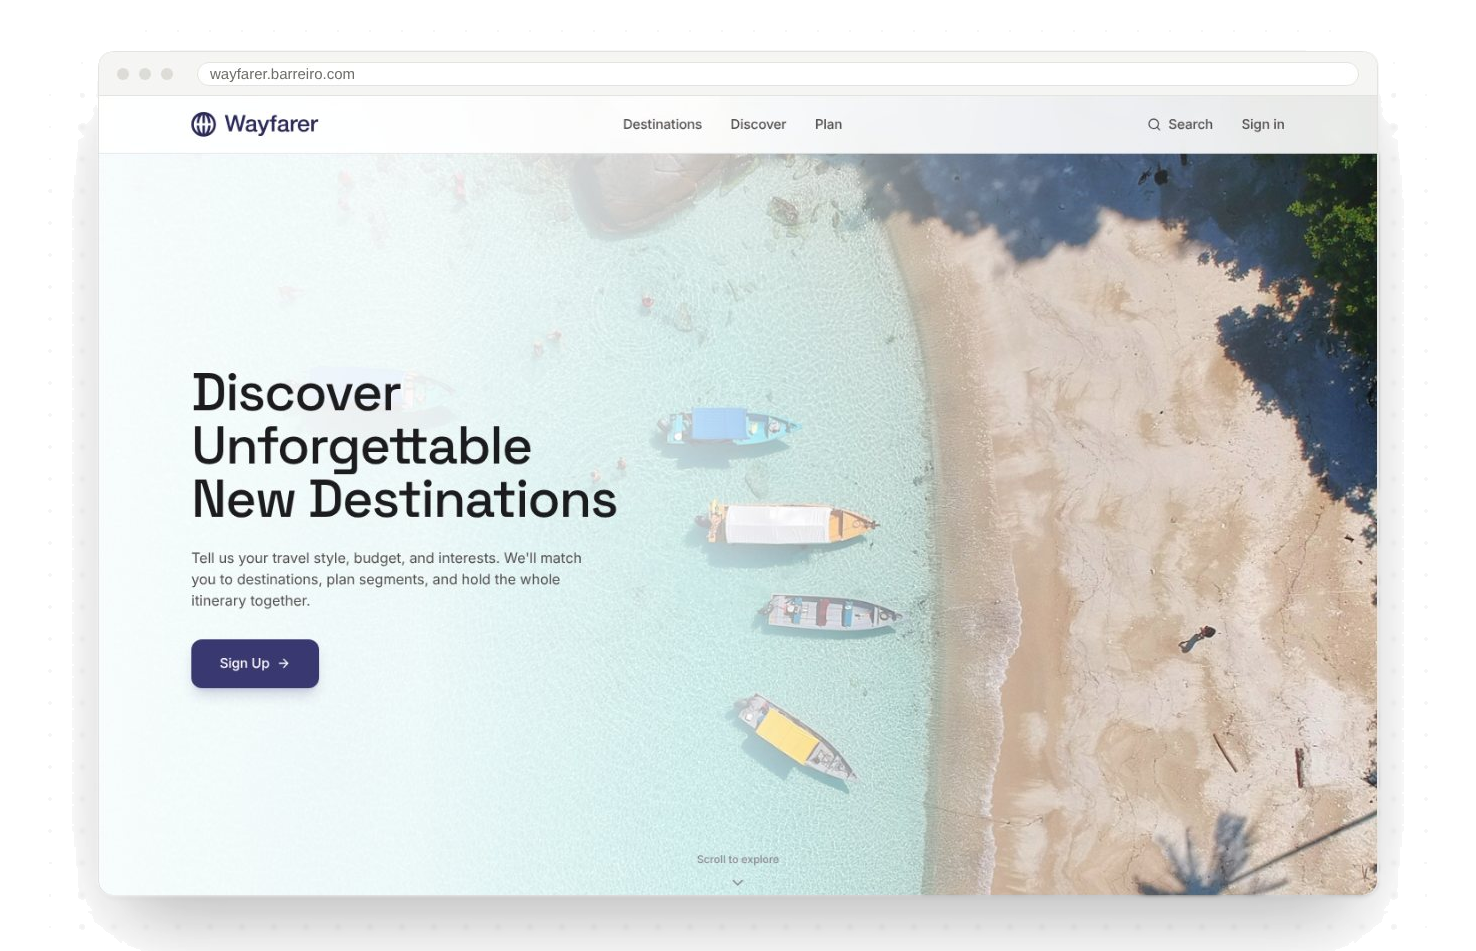 wayfarer.barreiro.com
Wayfarer
Destinations Discover Plan
Search Sign in
Discover
Unforgettable
New Destinations
Tell us your travel style, budget, and interests. We'll match
you to destinations, plan segments, and hold the whole
itinerary together.
Sign Up →
Scroll to explore